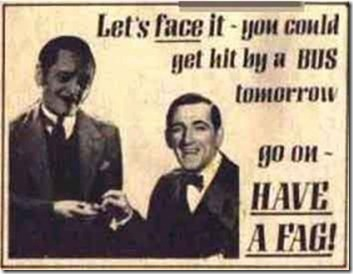 Let's face it - you could
get hit by a BUS
tomorrow
go on -
HAVE
A FAG!